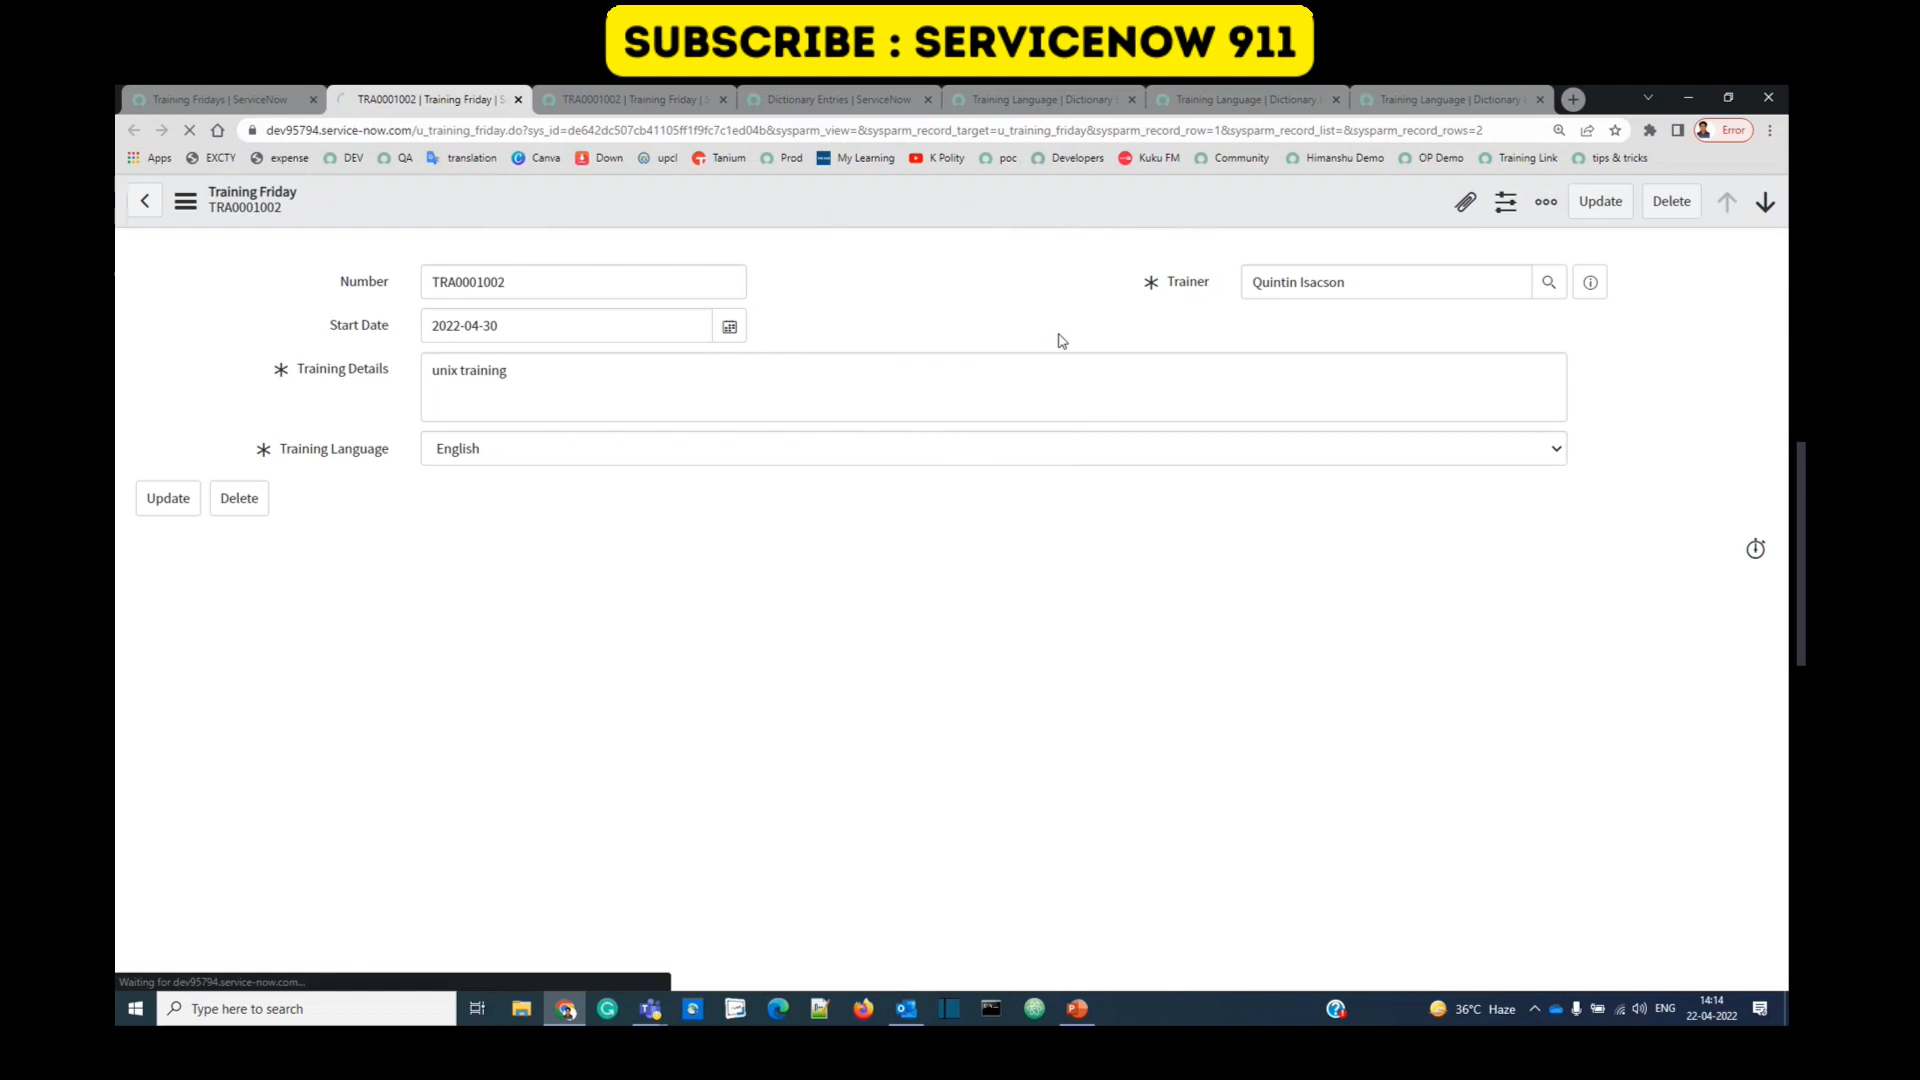 SUBSCRIBE : SERVICENOW 911
Training Fridays | ServiceNow
TRA0001002 | Training Friday | S
TRA0001002 | Training Friday | S
Dictionary Entries | ServiceNow
Training Language | Dictionary
Training Language | Dictionary
Training Language | Dictionary
dev95794.service-now.com/u_training_friday.do?sys_id=de642dc507cb41105ff1f9fc7c1ed04b&sysparm_view=&sysparm_record_target=u_training_friday&sysparm_record_row=1&sysparm_record_list=&sysparm_record_rows=2
Error
Apps EXCTY expense DEV QA translation Canva Down upcl Tanium Prod My Learning K Polity poc Developers Kuku FM Community Himanshu Demo OP Demo Training Link tips & tricks
Training Friday
TRA0001002
Update Delete
Number TRA0001002
Trainer Quintin Isacson
Start Date 2022-04-30
Training Details unix training
Training Language English
Update Delete
Waiting for dev95794.service-now.com...
Type here to search
36°C Haze
ENG
14:14
22-04-2022